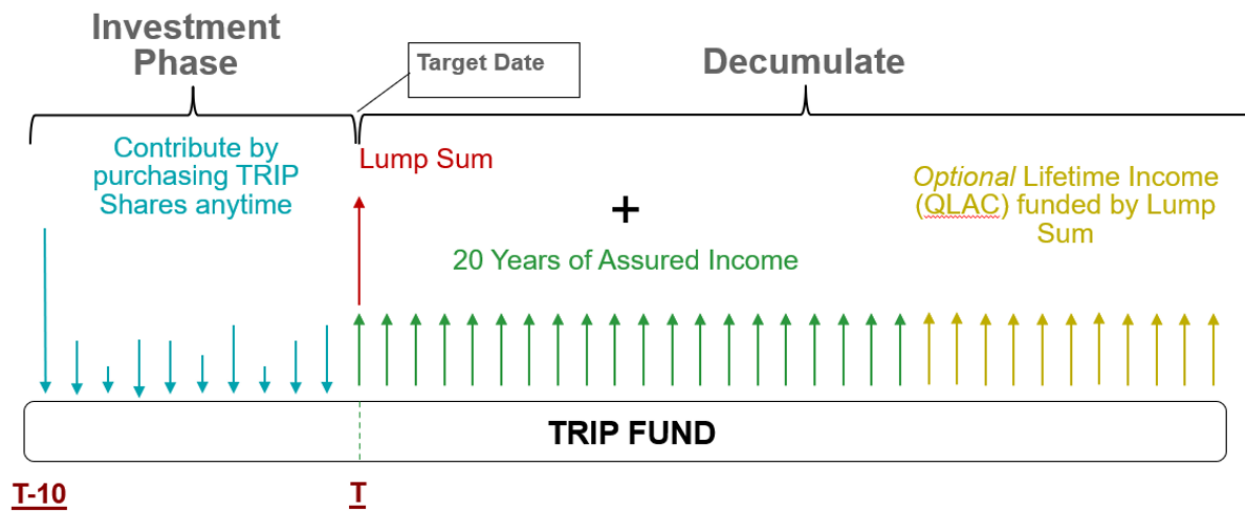 Investment
Phase
Target Date
Decumulate
Contribute by
purchasing TRIP
Shares anytime
Lump Sum
+
20 Years of Assured Income
Optional Lifetime Income
(QLAC) funded by Lump
Sum
TRIP FUND
T-10
T